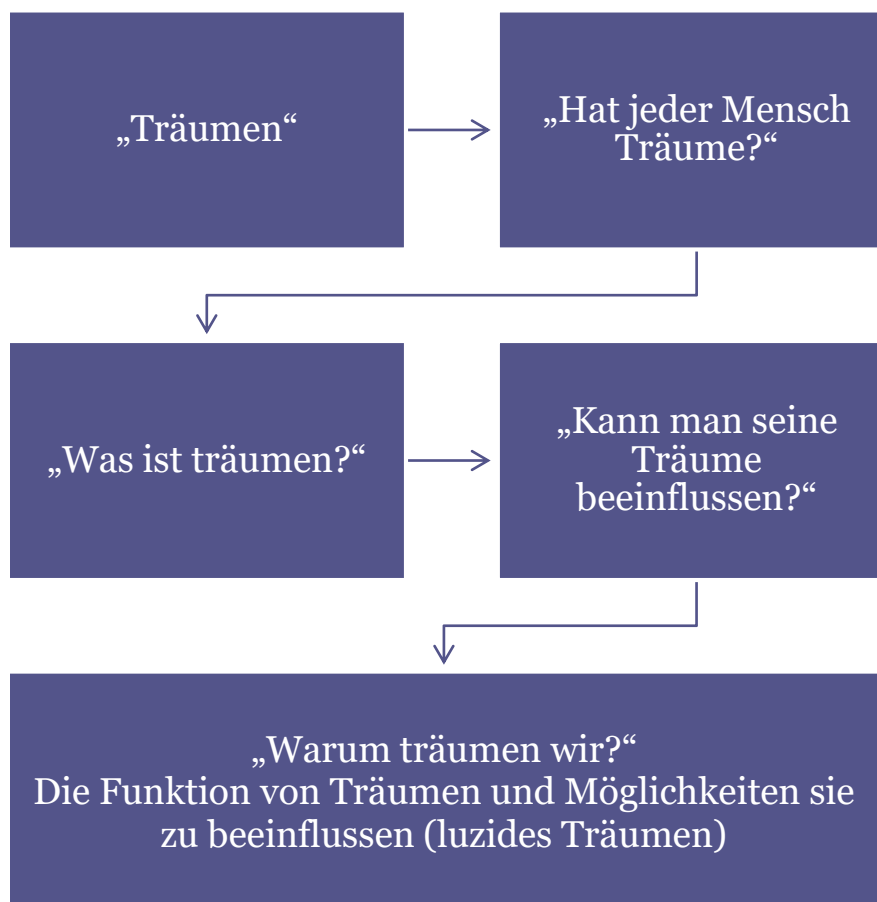 „Träumen“
„Hat jeder Mensch
Träume?“
„Was ist träumen?“
„Kann man seine
Träume
beeinflussen?“
„Warum träumen wir?“
Die Funktion von Träumen und Möglichkeiten sie
zu beeinflussen (luzides Träumen)